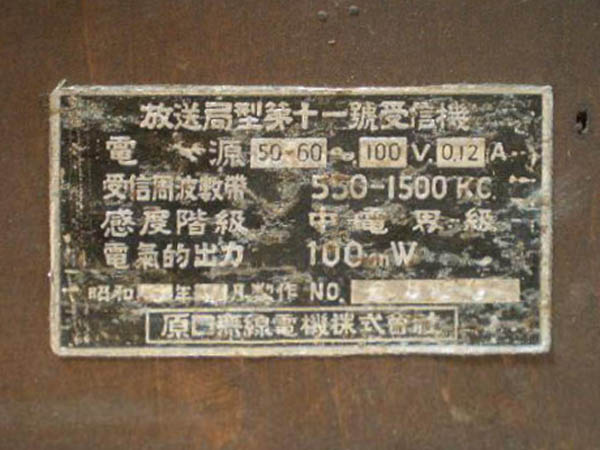 放送局型第十一號受信機
電 源 50-60～ 100 V. 0.12 A
受信周波數帶 550-1500 KC.
感度階級 中電界級
電氣的出力 100mW
昭和 年 月製作 NO.
原口無線電機株式會社